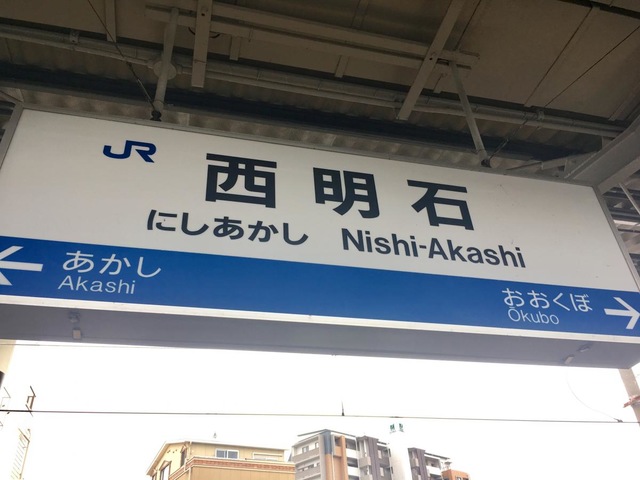 JR 西明石
にしあかし Nishi-Akashi
← あかし
Akashi
おおくぼ →
Ōkubo